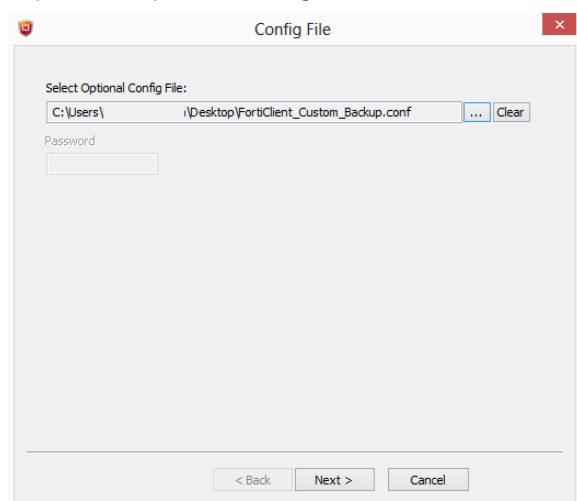 Config File
Select Optional Config File:
C:\Users\ \Desktop\FortiClient_Custom_Backup.conf ... Clear
Password
< Back Next > Cancel